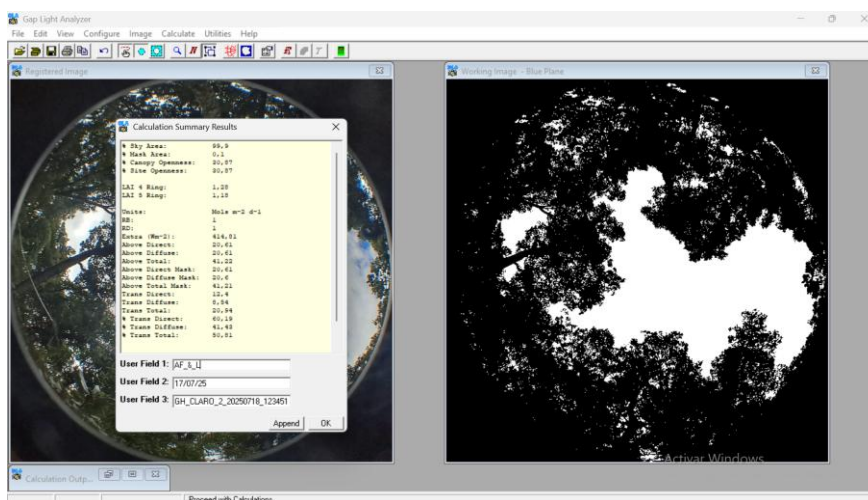 Gap Light Analyzer
File Edit View Configure Image Calculate Utilities Help
Registered Image
Working Image - Blue Plane
Calculation Summary Results
% Sky Area: 99,9
% Mask Area: 0,1
% Canopy Openness: 20,87
% Site Openness: 20,87
LAI 4 Ring: 1,28
LAI 5 Ring: 1,18
Units: Mols m-2 d-1
RB: 1
RD: 1
Extra (Wm-2): 414,81
Above Direct: 20,61
Above Diffuse: 20,61
Above Total: 41,22
Above Direct Mask: 20,61
Above Diffuse Mask: 20,6
Above Total Mask: 41,21
Trans Direct: 12,4
Trans Diffuse: 8,54
Trans Total: 20,94
% Trans Direct: 60,19
% Trans Diffuse: 41,43
% Trans Total: 50,81
User Field 1: AF_&_L
User Field 2: 17/07/25
User Field 3: GH_CLARO_2_20250718_123451
Append OK
Activar Windows
Calculation Outp...
Proceed with Calculations